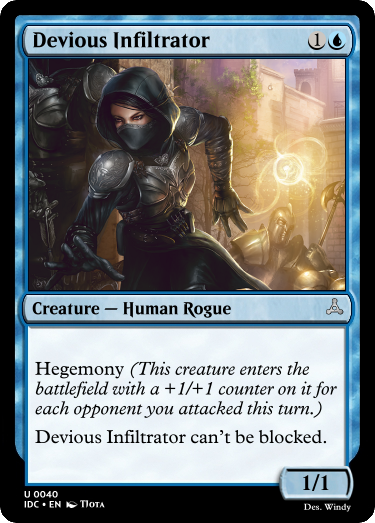 Devious Infiltrator 1
Creature — Human Rogue
Hegemony (This creature enters the
battlefield with a +1/+1 counter on it for
each opponent you attacked this turn.)
Devious Infiltrator can't be blocked.
1/1
U 0040
IDC • EN TJOTA
Des. Windy